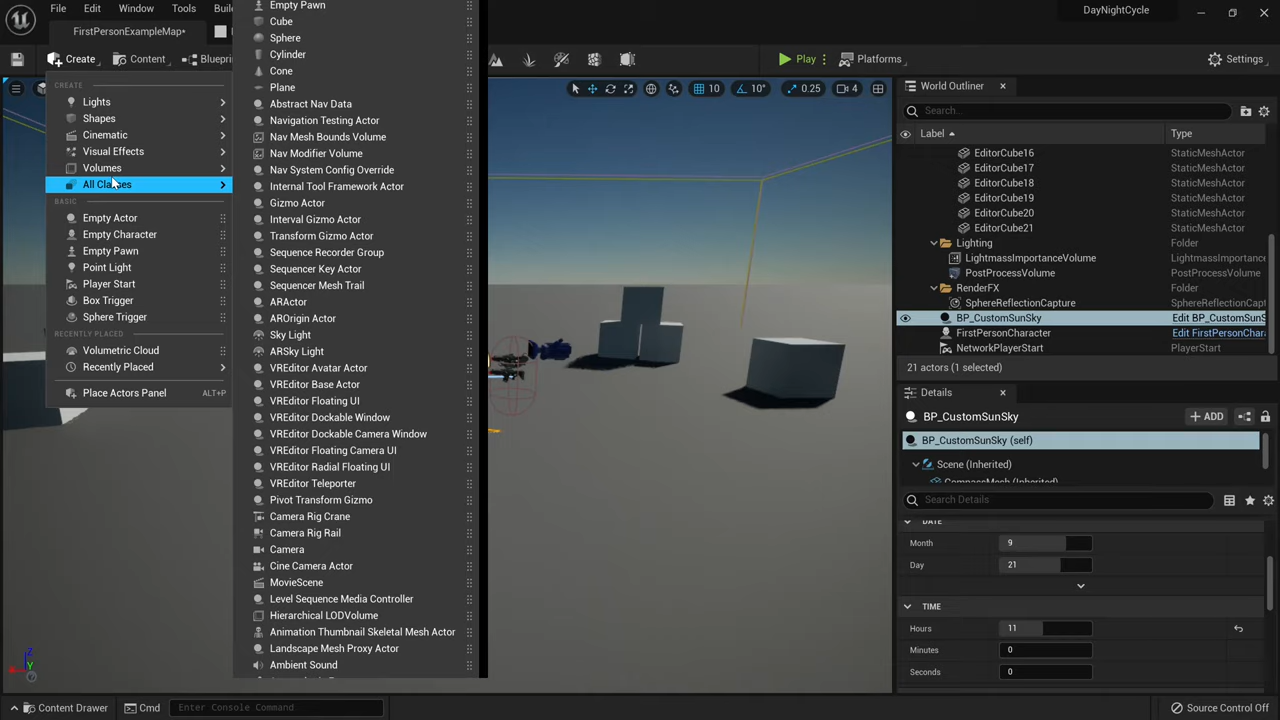 File
Edit
Window
Tools
Buil
DayNightCycle
FirstPersonExampleMap*
Create
Content
Blueprin
Play
Platforms
Settings
CREATE
Lights
Shapes
Cinematic
Visual Effects
Volumes
All Classes
BASIC
Empty Actor
Empty Character
Empty Pawn
Point Light
Player Start
Box Trigger
Sphere Trigger
RECENTLY PLACED
Volumetric Cloud
Recently Placed
Place Actors Panel ALT+P
Empty Pawn
Cube
Sphere
Cylinder
Cone
Plane
Abstract Nav Data
Navigation Testing Actor
Nav Mesh Bounds Volume
Nav Modifier Volume
Nav System Config Override
Internal Tool Framework Actor
Gizmo Actor
Interval Gizmo Actor
Transform Gizmo Actor
Sequence Recorder Group
Sequencer Key Actor
Sequencer Mesh Trail
ARActor
AROrigin Actor
Sky Light
ARSky Light
VREditor Avatar Actor
VREditor Base Actor
VREditor Floating UI
VREditor Dockable Window
VREditor Dockable Camera Window
VREditor Floating Camera UI
VREditor Radial Floating UI
VREditor Teleporter
Pivot Transform Gizmo
Camera Rig Crane
Camera Rig Rail
Camera
Cine Camera Actor
MovieScene
Level Sequence Media Controller
Hierarchical LODVolume
Animation Thumbnail Skeletal Mesh Actor
Landscape Mesh Proxy Actor
Ambient Sound
10
10°
0.25
4
World Outliner
Search...
Label
Type
EditorCube16 StaticMeshActor
EditorCube17 StaticMeshActor
EditorCube18 StaticMeshActor
EditorCube19 StaticMeshActor
EditorCube20 StaticMeshActor
EditorCube21 StaticMeshActor
Lighting Folder
LightmassImportanceVolume LightmassImporta
PostProcessVolume PostProcessVolume
RenderFX Folder
SphereReflectionCapture SphereReflectionCapt
BP_CustomSunSky Edit BP_CustomSunS
FirstPersonCharacter Edit FirstPersonChar
NetworkPlayerStart PlayerStart
21 actors (1 selected)
Details
BP_CustomSunSky
ADD
BP_CustomSunSky (self)
Scene (Inherited)
CompassMesh (Inherited)
Search Details
DATE
Month 9
Day 21
TIME
Hours 11
Minutes 0
Seconds 0
Content Drawer
Cmd
Enter Console Command
Source Control Off